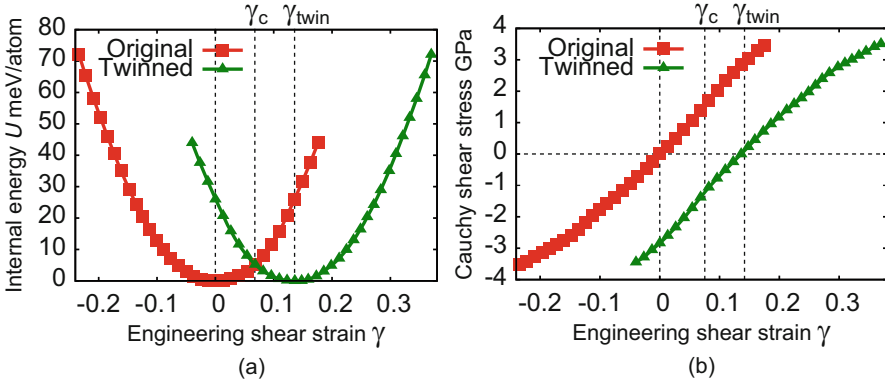 γc γtwin
Internal energy U meV/atom
80
70
60
50
40
30
20
10
0
Original
Twinned
-0.2 -0.1 0 0.1 0.2 0.3
Engineering shear strain γ
(a)
γc γtwin
Cauchy shear stress GPa
4
3
2
1
0
-1
-2
-3
4
Original
Twinned
-0.2 -0.1 0 0.1 0.2 0.3
Engineering shear strain γ
(b)